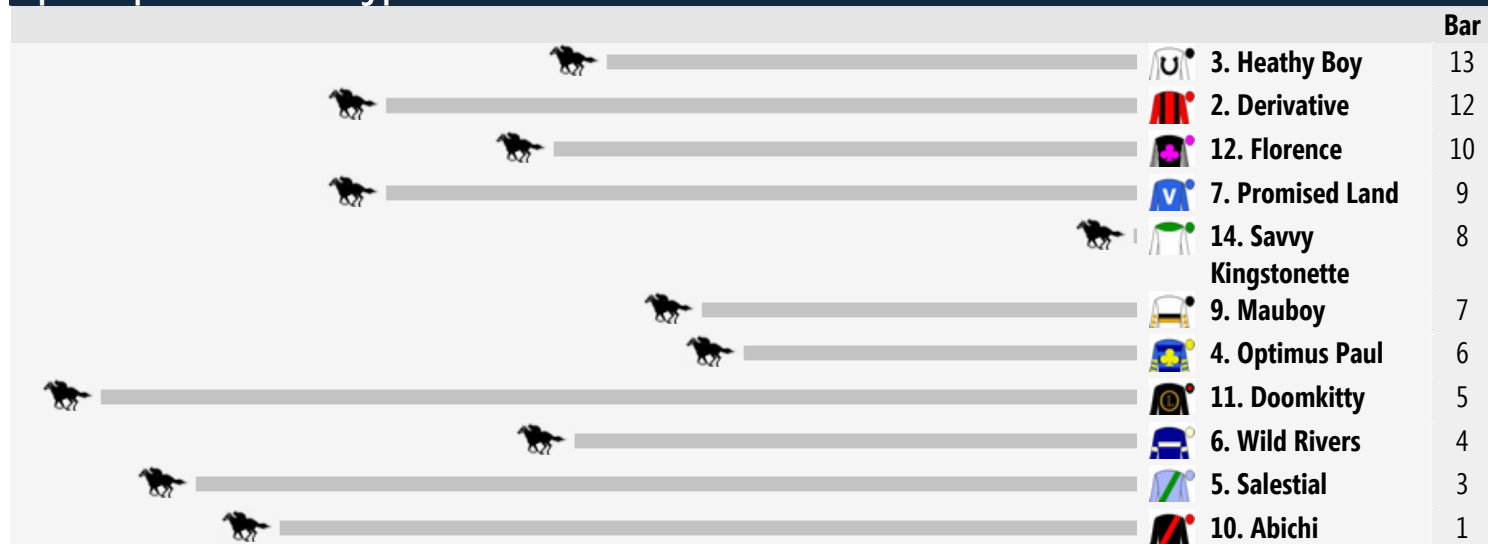 Bar
3. Heathy Boy 13
2. Derivative 12
12. Florence 10
7. Promised Land 9
14. Savvy 8
Kingstonette
9. Mauboy 7
4. Optimus Paul 6
11. Doomkitty 5
6. Wild Rivers 4
5. Salestial 3
10. Abichi 1